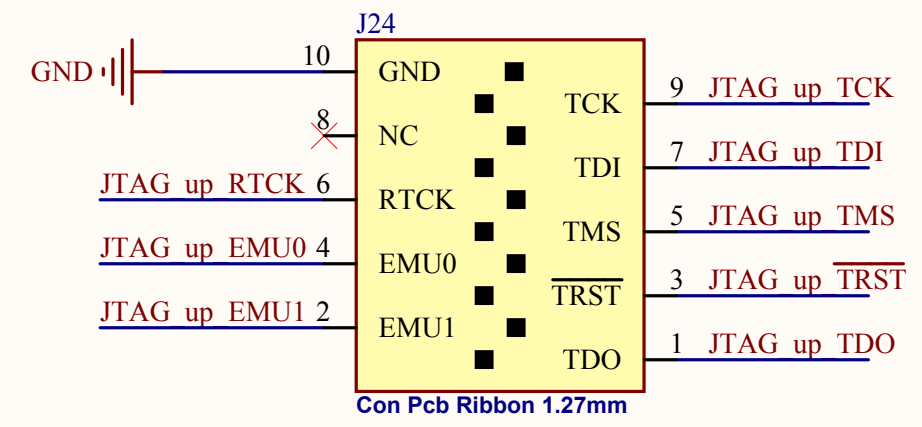 J24
GND 10 GND
TCK 9 JTAG_up_TCK
8 NC
TDI 7 JTAG_up_TDI
JTAG_up_RTCK 6 RTCK
TMS 5 JTAG_up_TMS
JTAG_up_EMU0 4 EMU0
TRST 3 JTAG_up_TRST
JTAG_up_EMU1 2 EMU1
TDO 1 JTAG_up_TDO
Con Pcb Ribbon 1.27mm